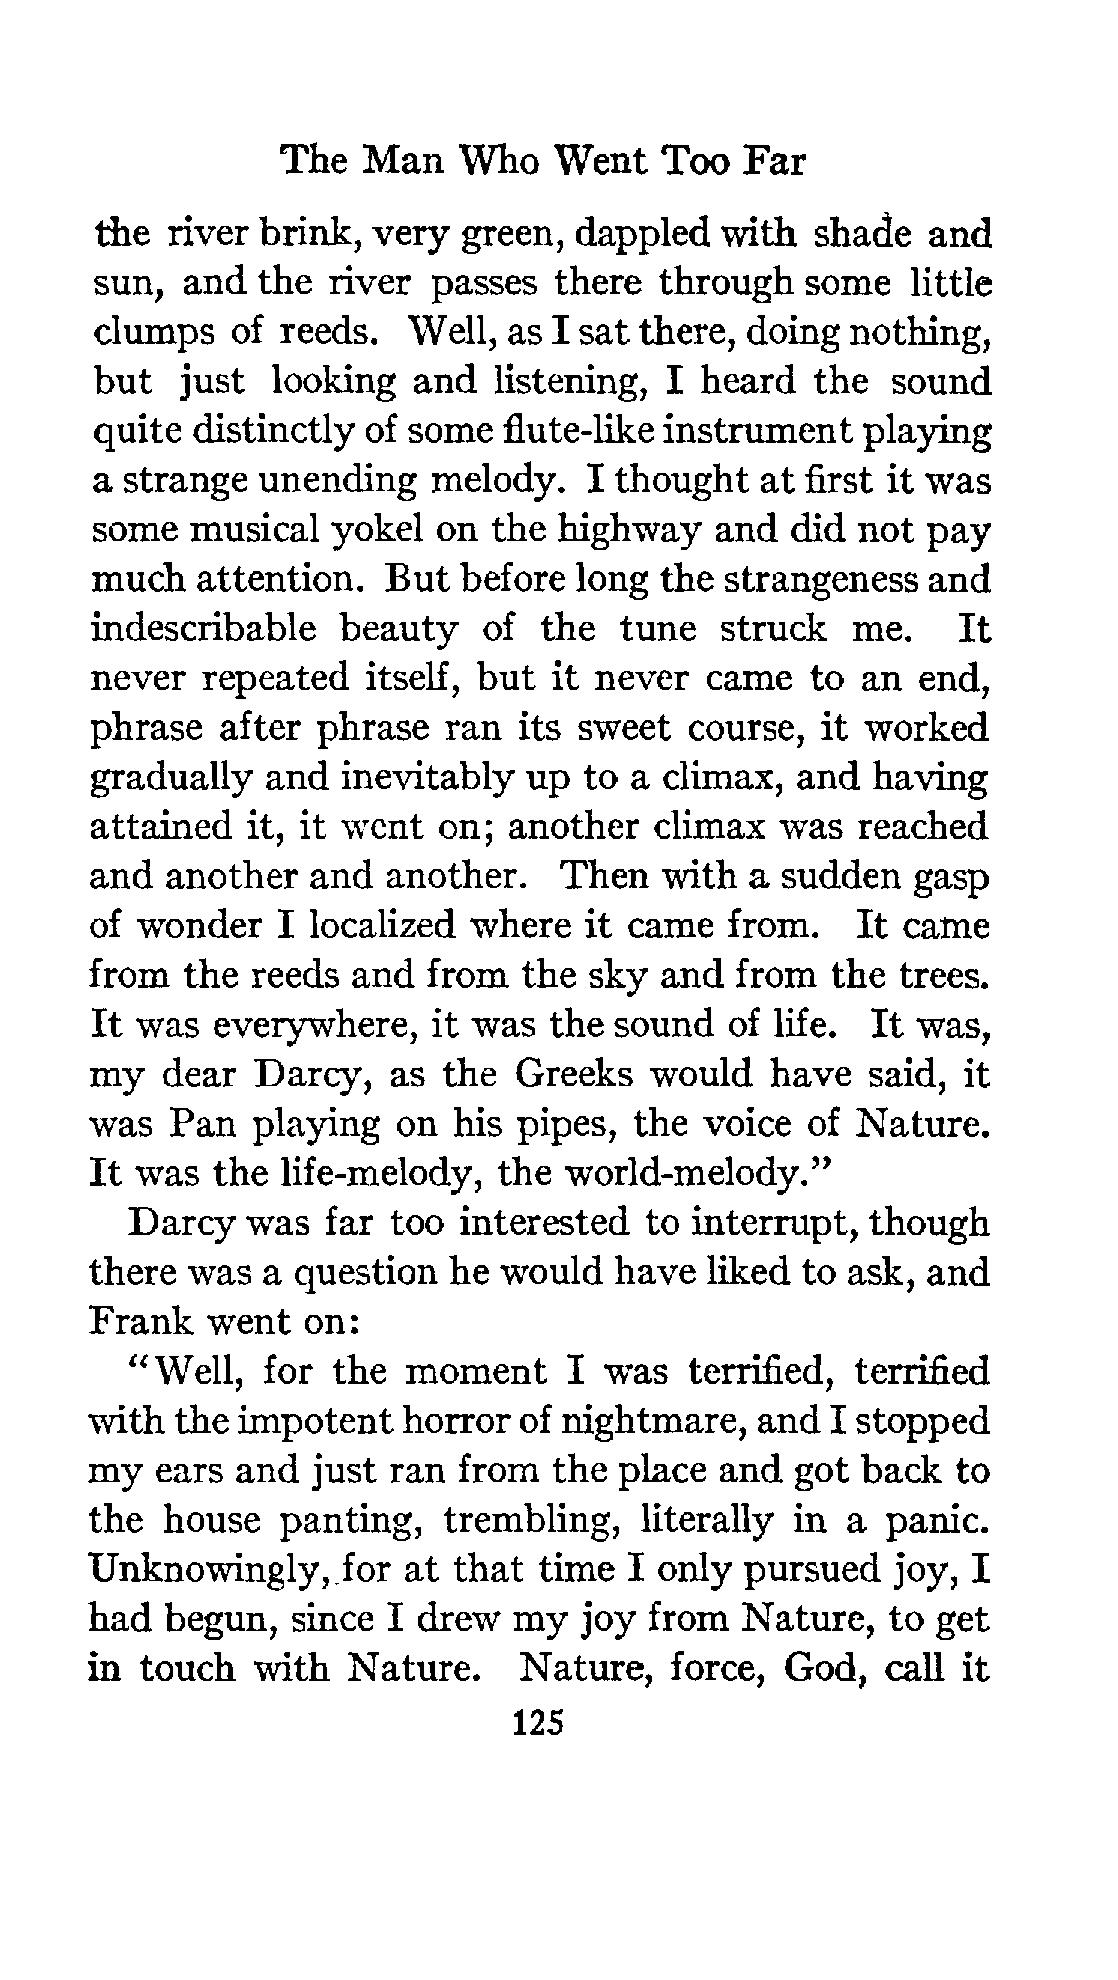 The Man Who Went Too Far
the river brink, very green, dappled with shade and
sun, and the river passes there through some little
clumps of reeds. Well, as I sat there, doing nothing,
but just looking and listening, I heard the sound
quite distinctly of some flute-like instrument playing
a strange unending melody. I thought at first it was
some musical yokel on the highway and did not pay
much attention. But before long the strangeness and
indescribable beauty of the tune struck me. It
never repeated itself, but it never came to an end,
phrase after phrase ran its sweet course, it worked
gradually and inevitably up to a climax, and having
attained it, it went on; another climax was reached
and another and another. Then with a sudden gasp
of wonder I localized where it came from. It came
from the reeds and from the sky and from the trees.
It was everywhere, it was the sound of life. It was,
my dear Darcy, as the Greeks would have said, it
was Pan playing on his pipes, the voice of Nature.
It was the life-melody, the world-melody."
Darcy was far too interested to interrupt, though
there was a question he would have liked to ask, and
Frank went on:
"Well, for the moment I was terrified, terrified
with the impotent horror of nightmare, and I stopped
my ears and just ran from the place and got back to
the house panting, trembling, literally in a panic.
Unknowingly, for at that time I only pursued joy, I
had begun, since I drew my joy from Nature, to get
in touch with Nature. Nature, force, God, call it
125